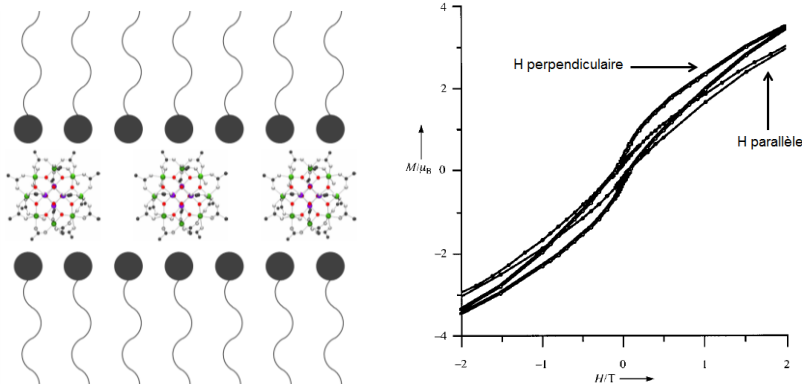 4
H perpendiculaire
2
M/μB
0
H parallèle
−2
−4
−2
−1
0
1
2
H/T